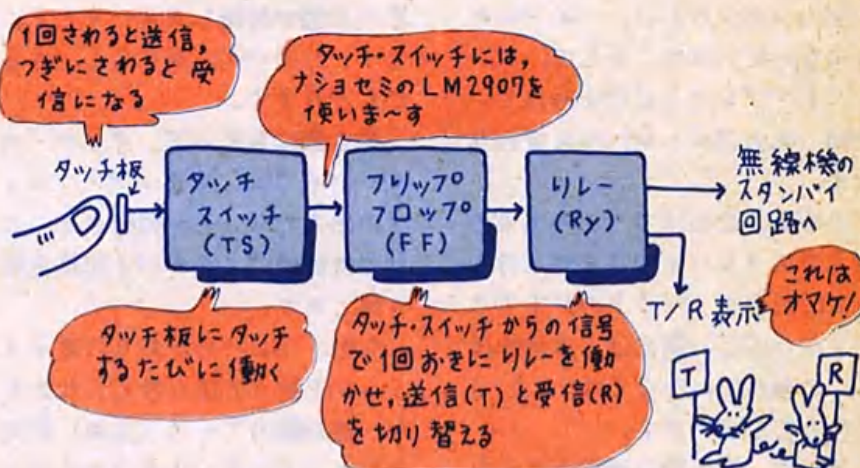 1回さわると送信,
つぎにさわると 受
信になる
タッチ・スイッチには,
ナショセミのLM2907を
使いま〜す
タッチ板
タッチ
スイッチ
(TS)
フリップ
フロップ
(FF)
リレー
(Ry)
無線機の
スタンバイ
回路へ
T/R表示
これは
オマケ!
タッチ板にタッチ
するたびに働く
タッチ・スイッチからの信号
で1回おきにリレーを働
かせ,送信(T)と受信(R)
を切り替える
T
R